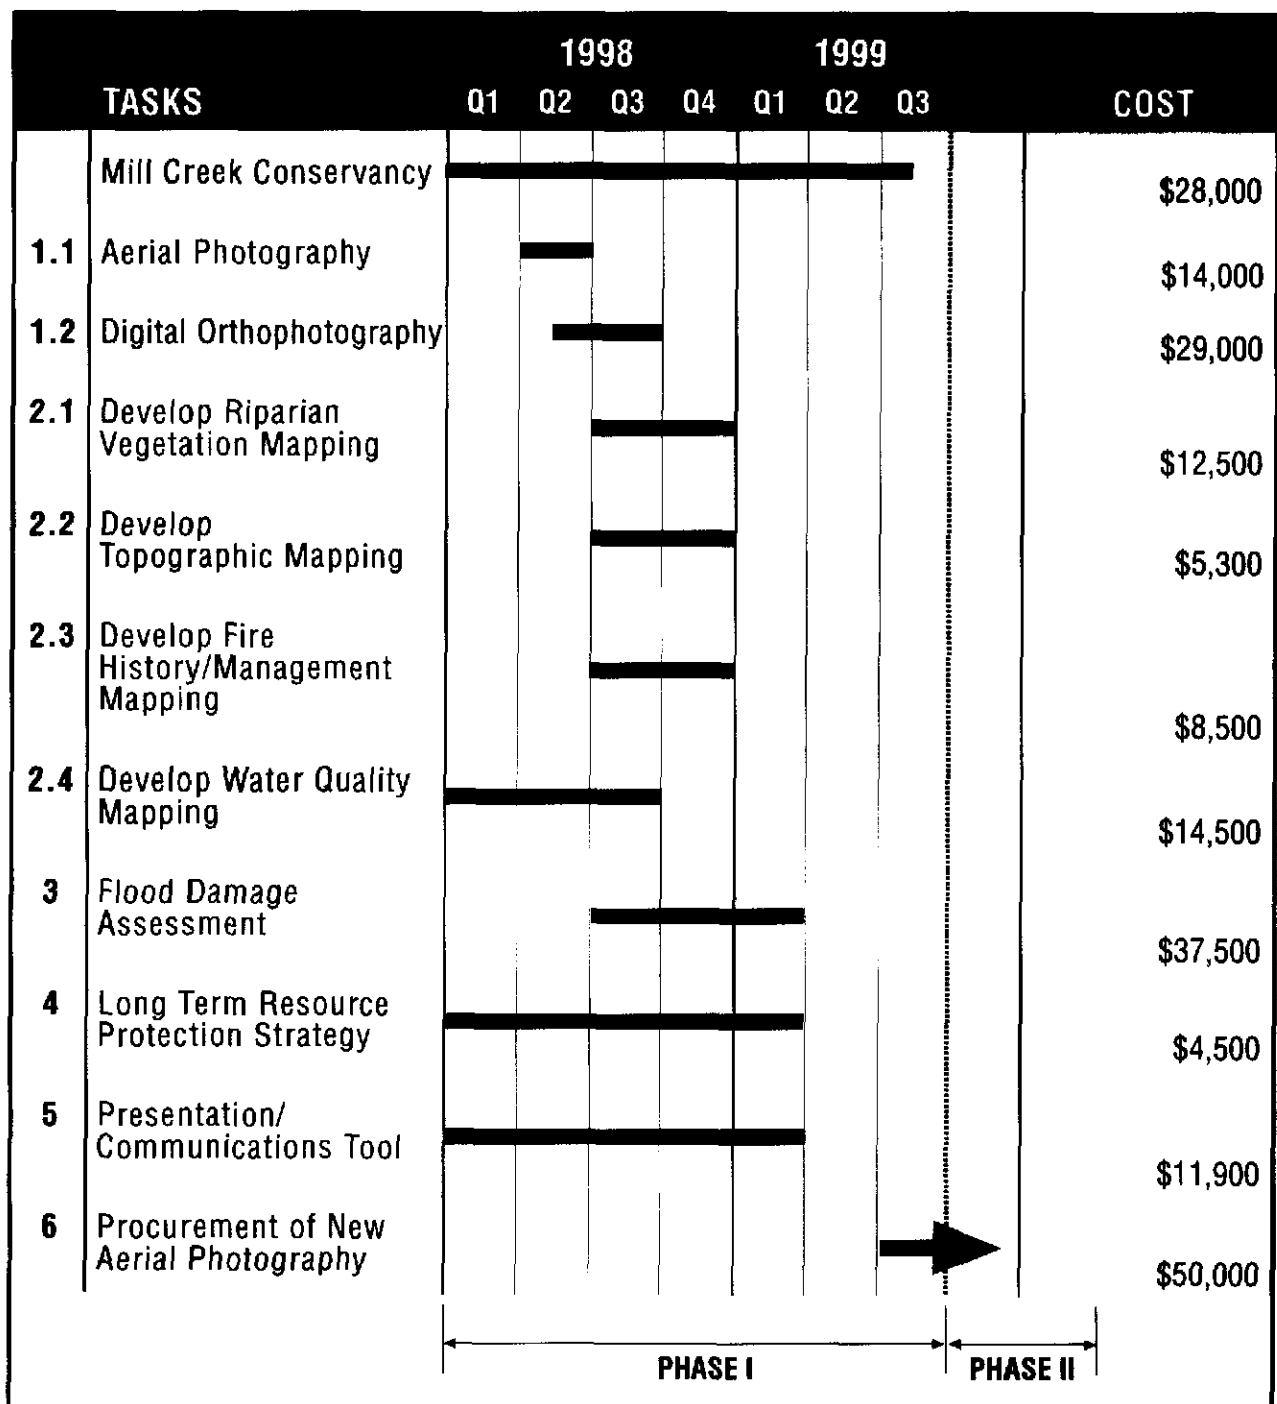 1998 1999
TASKS Q1 Q2 Q3 Q4 Q1 Q2 Q3 COST
Mill Creek Conservancy
$28,000
1.1 Aerial Photography
$14,000
1.2 Digital Orthophotography
$29,000
2.1 Develop Riparian
Vegetation Mapping
$12,500
2.2 Develop
Topographic Mapping
$5,300
2.3 Develop Fire
History/Management
Mapping
$8,500
2.4 Develop Water Quality
Mapping
$14,500
3 Flood Damage
Assessment
$37,500
4 Long Term Resource
Protection Strategy
$4,500
5 Presentation/
Communications Tool
$11,900
6 Procurement of New
Aerial Photography
$50,000
PHASE I PHASE II